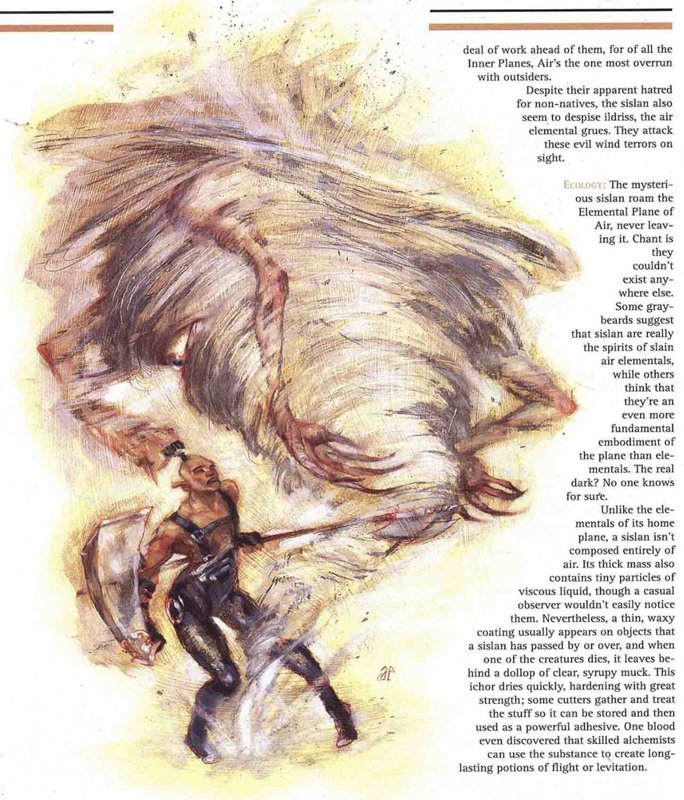 deal of work ahead of them, for of all the
Inner Planes, Air's the one most overrun
with outsiders.
Despite their apparent hatred
for non-natives, the sislan also
seem to despise ildriss, the air
elemental grues. They attack
these evil wind terrors on
sight.
ECOLOGY: The mysteri-
ous sislan roam the
Elemental Plane of
Air, never leav-
ing it. Chant is
they
couldn't
exist any-
where else.
Some gray-
beards suggest
that sislan are really
the spirits of slain
air elementals,
while others
think that
they're an
even more
fundamental
embodiment of
the plane than ele-
mentals. The real
dark? No one knows
for sure.
Unlike the ele-
mentals of its home
plane, a sislan isn't
composed entirely of
air. Its thick mass also
contains tiny particles of
viscous liquid, though a casual
observer wouldn't easily notice
them. Nevertheless, a thin, waxy
coating usually appears on objects that
a sislan has passed by or over, and when
one of the creatures dies, it leaves be-
hind a dollop of clear, syrupy muck. This
ichor dries quickly, hardening with great
strength; some cutters gather and treat
the stuff so it can be stored and then
used as a powerful adhesive. One blood
even discovered that skilled alchemists
can use the substance to create long-
lasting potions of flight or levitation.